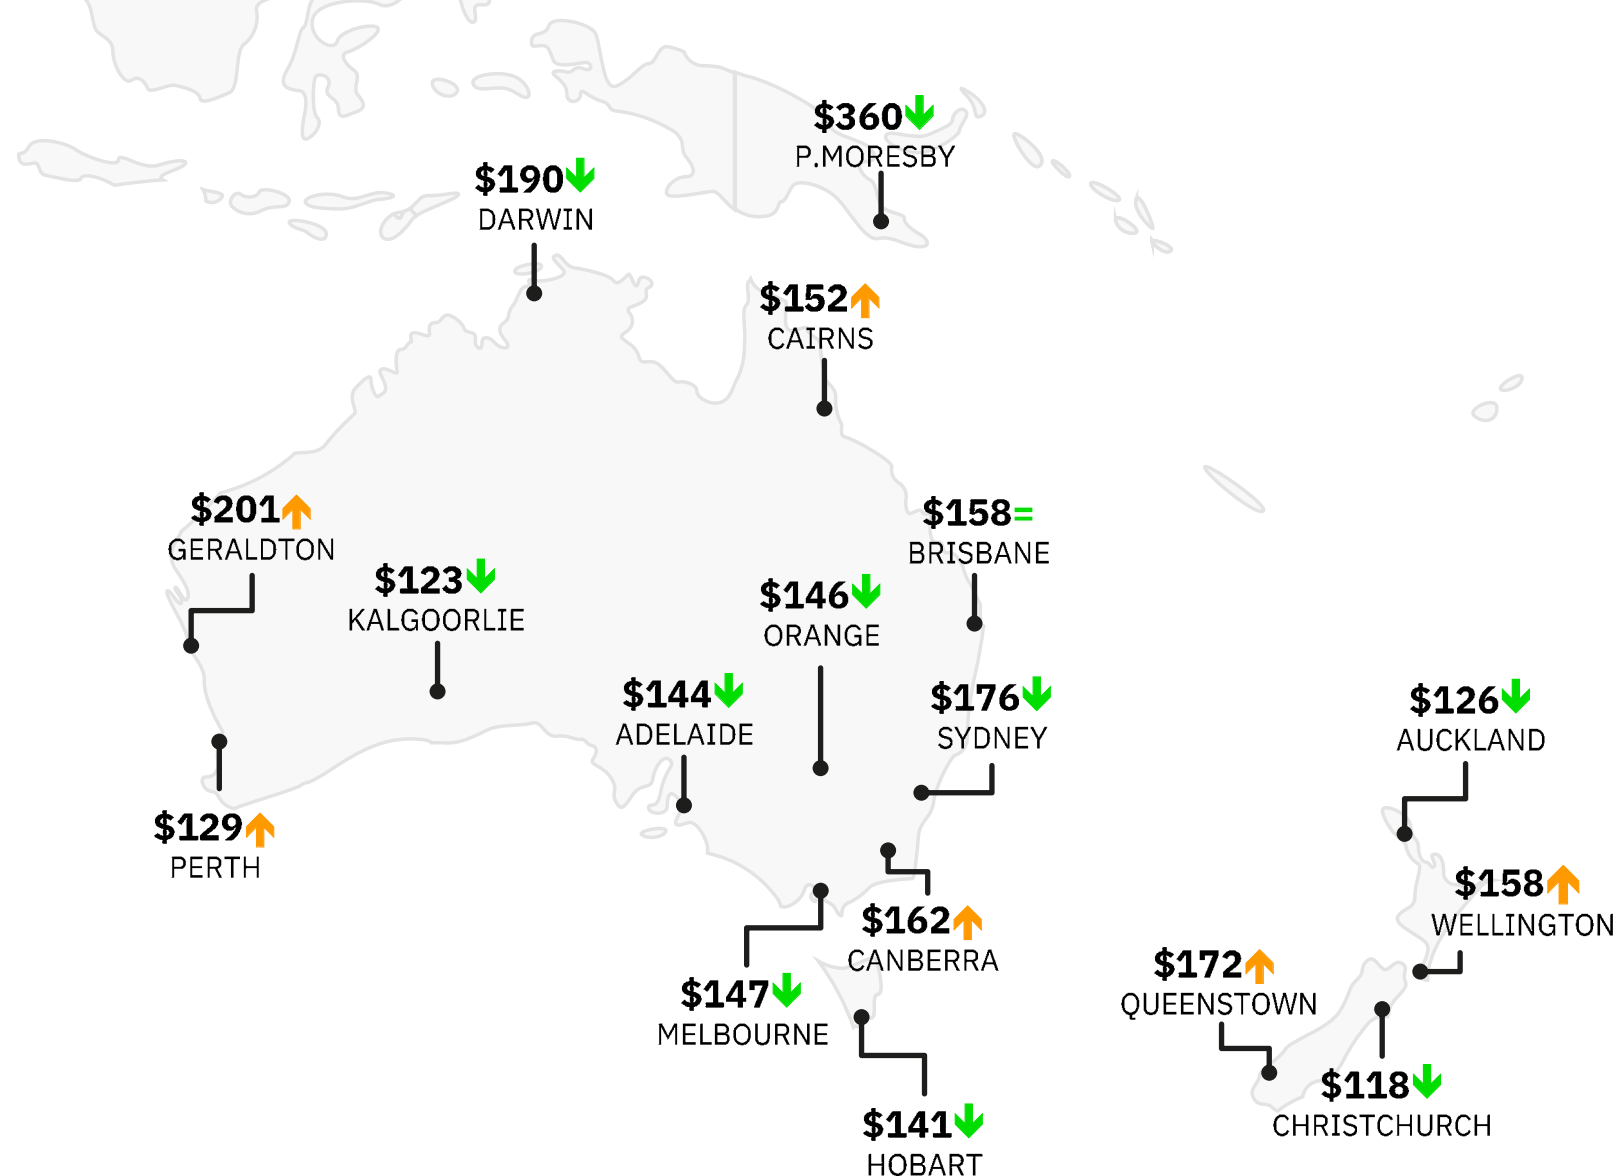 $360
P.MORESBY
$190
DARWIN
$152
CAIRNS
$201
GERALDTON
$158=
BRISBANE
$123
KALGOORLIE
$146
ORANGE
$144
ADELAIDE
$176
SYDNEY
$126
AUCKLAND
$129
PERTH
$158
WELLINGTON
$162
CANBERRA
$172
QUEENSTOWN
$147
MELBOURNE
$118
CHRISTCHURCH
$141
HOBART